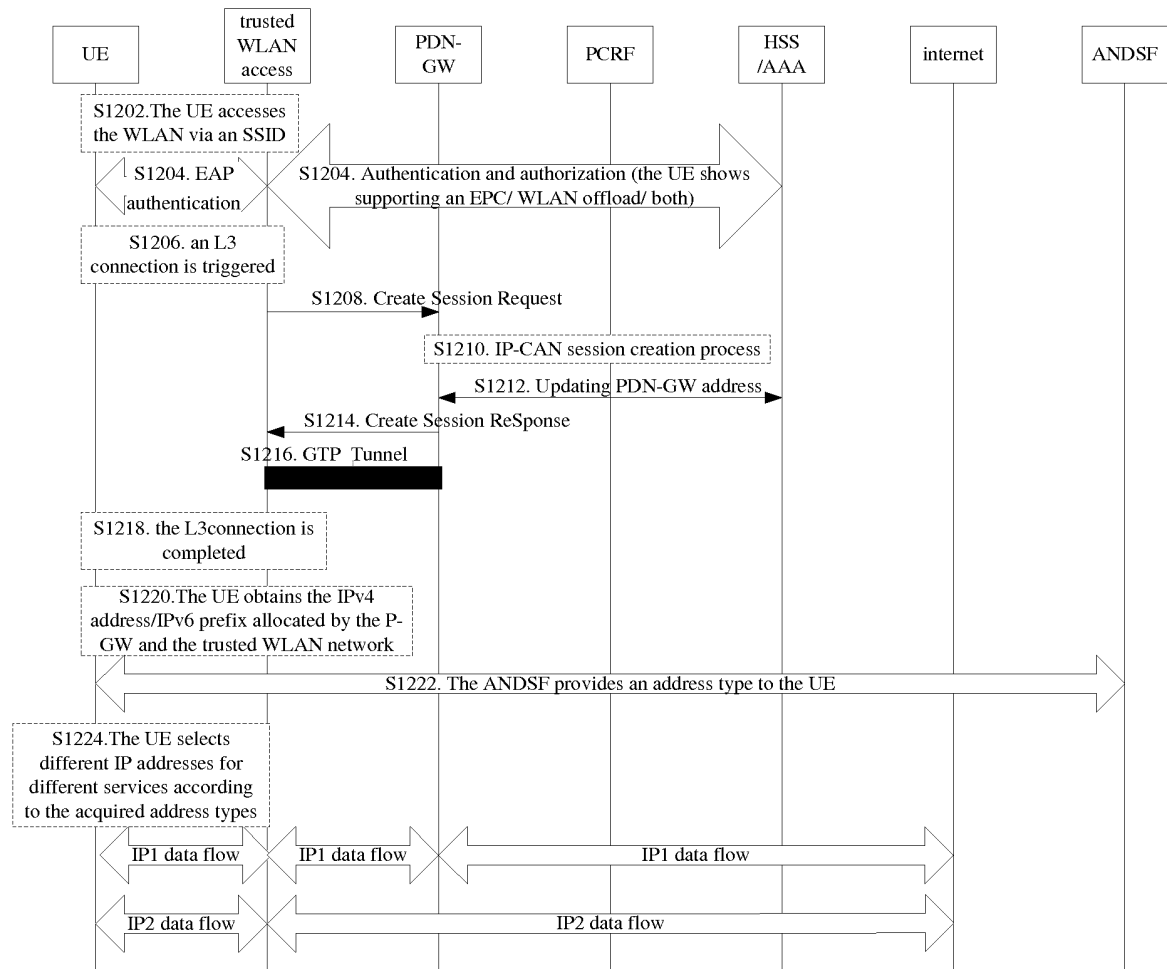 UE
trusted
WLAN
access
PDN-
GW
PCRF
HSS
/AAA
internet
ANDSF
S1202.The UE accesses
the WLAN via an SSID
S1204. EAP
authentication
S1204. Authentication and authorization (the UE shows
supporting an EPC/ WLAN offload/ both)
S1206. an L3
connection is triggered
S1208. Create Session Request
S1210. IP-CAN session creation process
S1212. Updating PDN-GW address
S1214. Create Session ReSponse
S1216. GTP Tunnel
S1218. the L3connection is
completed
S1220.The UE obtains the IPv4
address/IPv6 prefix allocated by the P-
GW and the trusted WLAN network
S1222. The ANDSF provides an address type to the UE
S1224.The UE selects
different IP addresses for
different services according
to the acquired address types
IP1 data flow
IP1 data flow
IP1 data flow
IP2 data flow
IP2 data flow